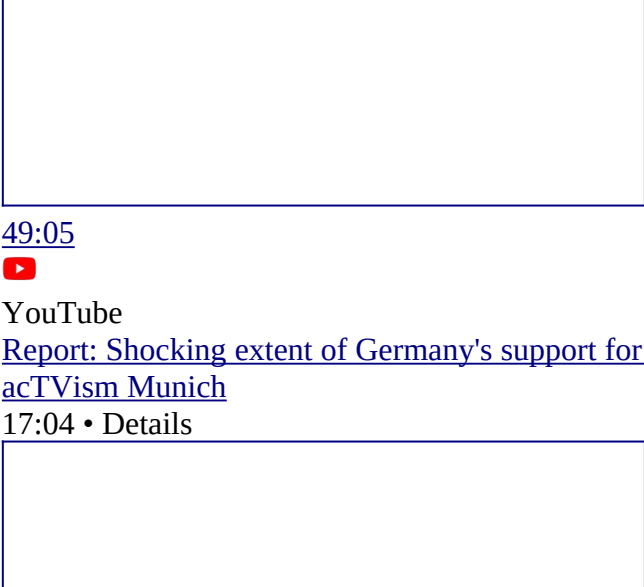 49:05
YouTube
Report: Shocking extent of Germany's support for
acTVism Munich
17:04 • Details